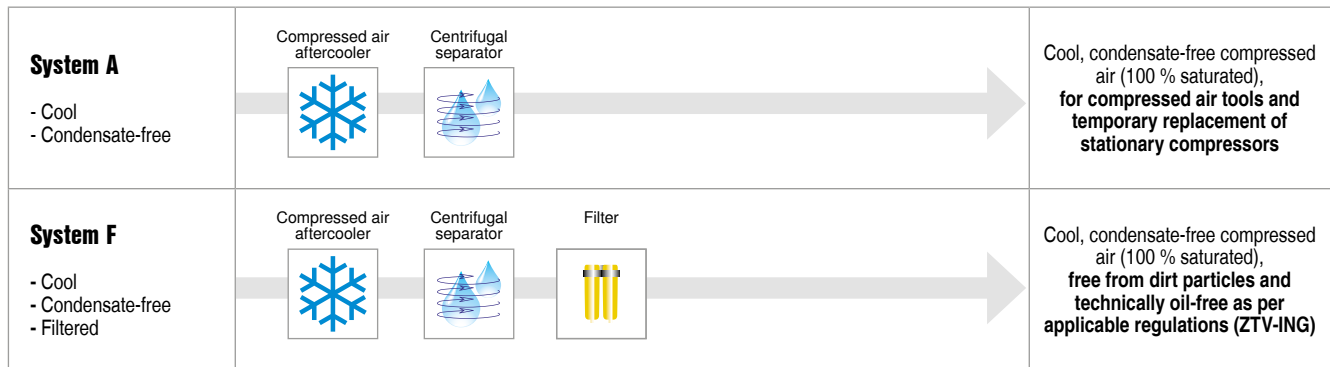 System A
- Cool
- Condensate-free
Compressed air
aftercooler
Centrifugal
separator
Cool, condensate-free compressed
air (100 % saturated),
for compressed air tools and
temporary replacement of
stationary compressors
System F
- Cool
- Condensate-free
- Filtered
Compressed air
aftercooler
Centrifugal
separator
Filter
Cool, condensate-free compressed
air (100 % saturated),
free from dirt particles and
technically oil-free as per
applicable regulations (ZTV-ING)